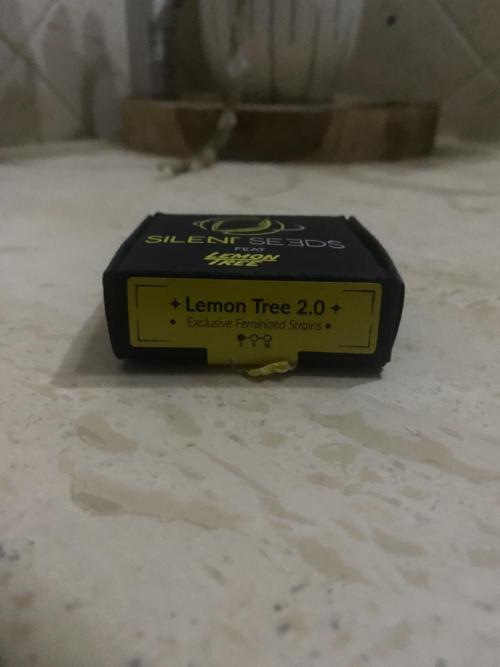 SILENT SEEDS
FEAT
LEMON
TREE
Lemon Tree 2.0
Exclusive Feminized Strains